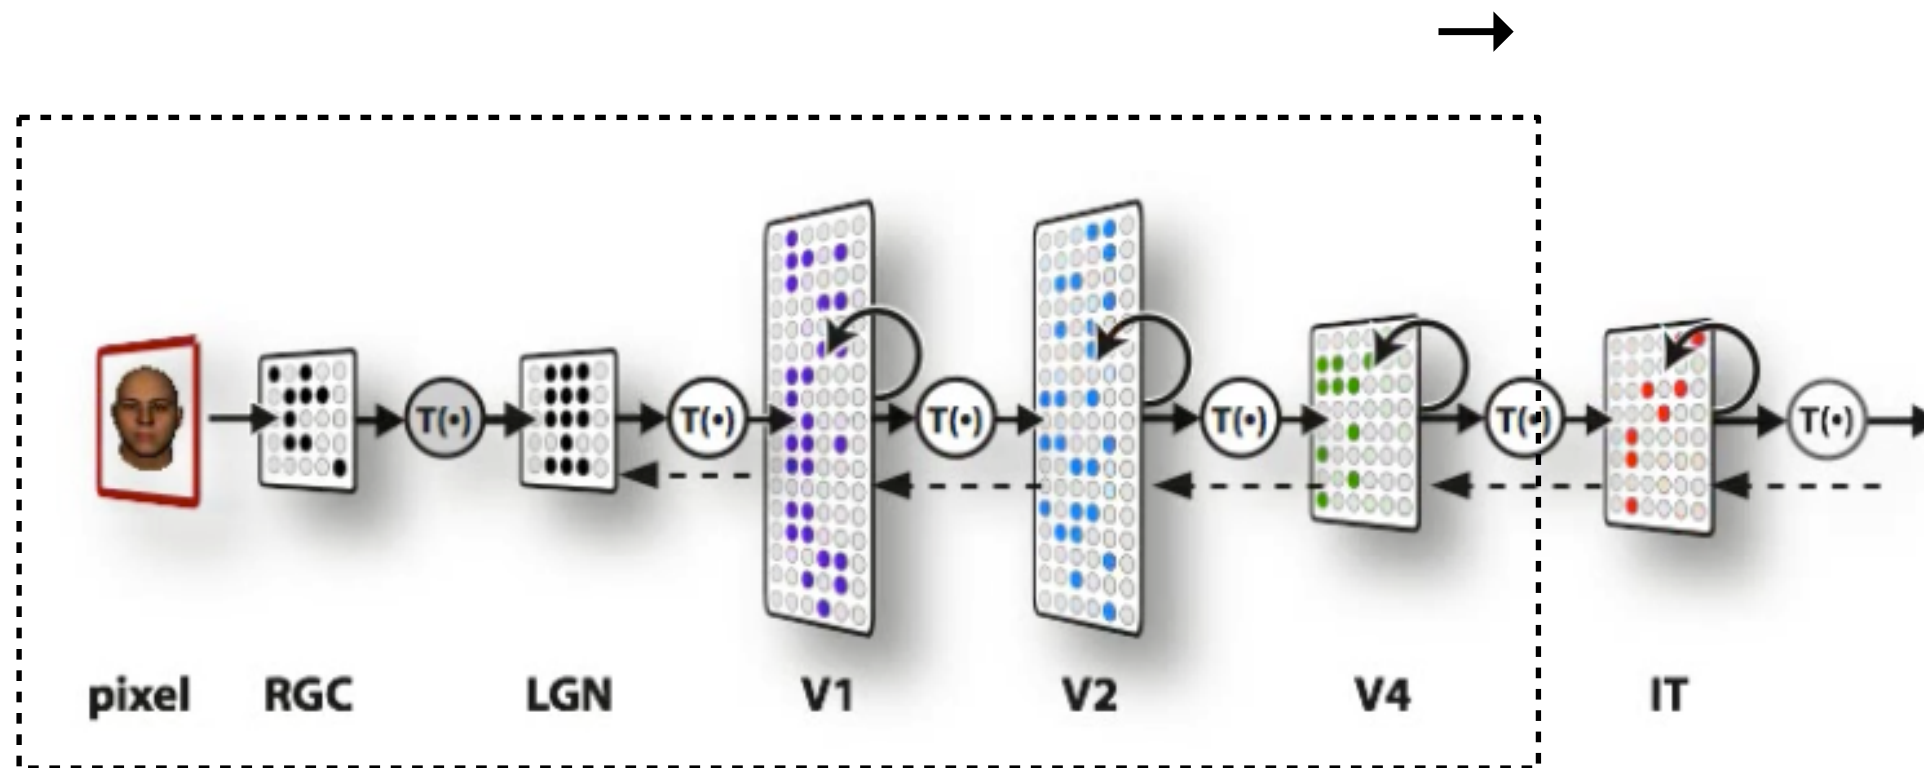 T(•) T(•) T(•) T(•) T(•) T(•)
pixel RGC LGN V1 V2 V4 IT